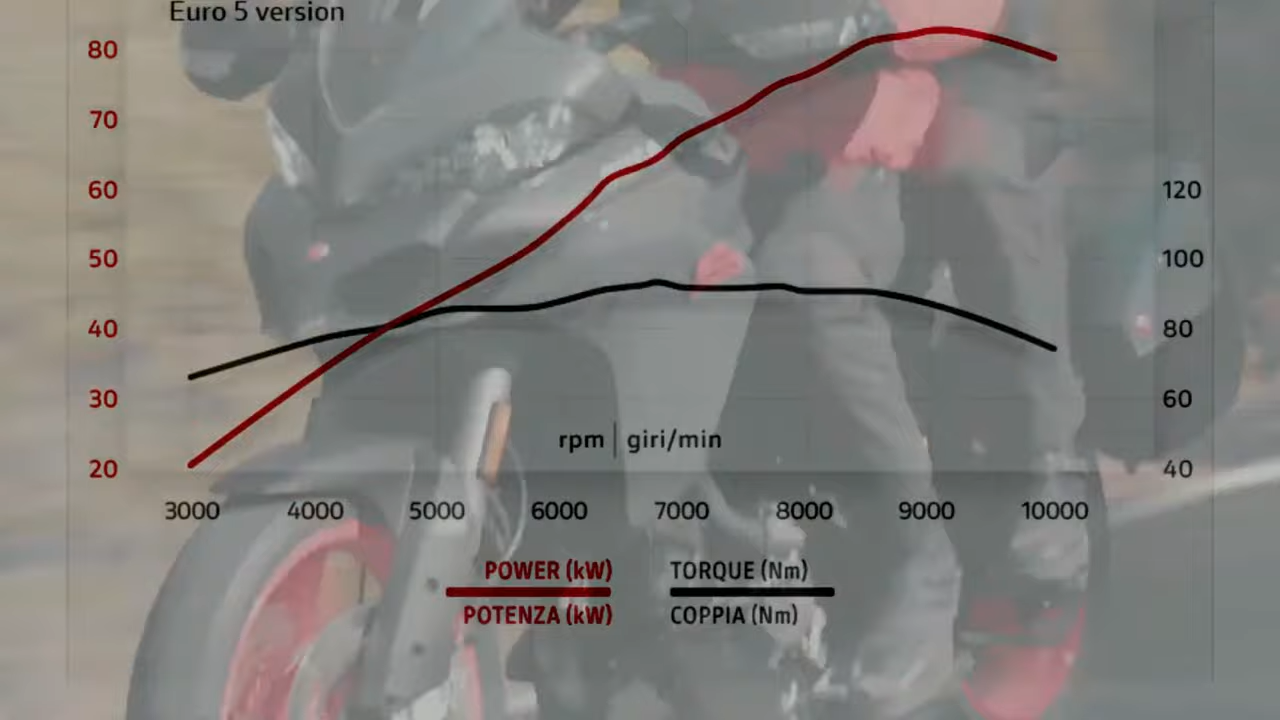 Euro 5 version
80
70
60
50
40
30
20
120
100
80
60
40
rpm | giri/min
3000 4000 5000 6000 7000 8000 9000 10000
POWER (kW) TORQUE (Nm)
POTENZA (kW) COPPIA (Nm)